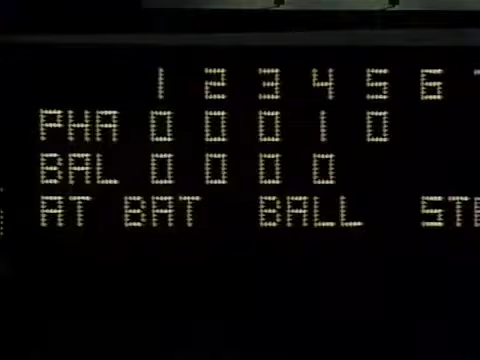 1 2 3 4 5 6
PHA 0 0 0 1 0
BAL 0 0 0 0
AT BAT BALL